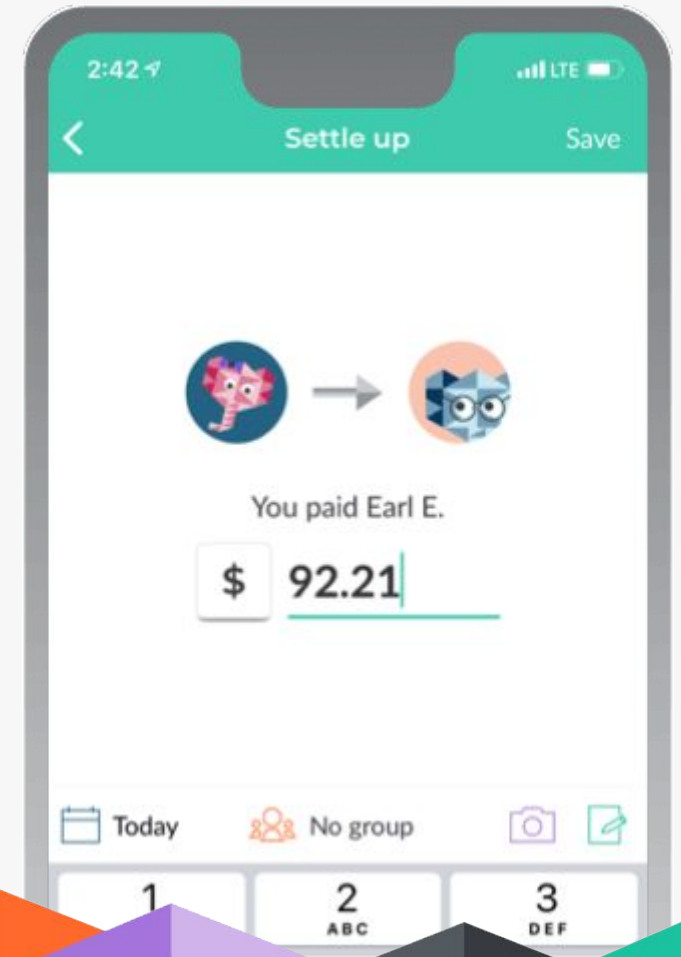 2:42
LTE
Settle up
Save
You paid Earl E.
$ 92.21
Today
No group
1
2
ABC
3
DEF